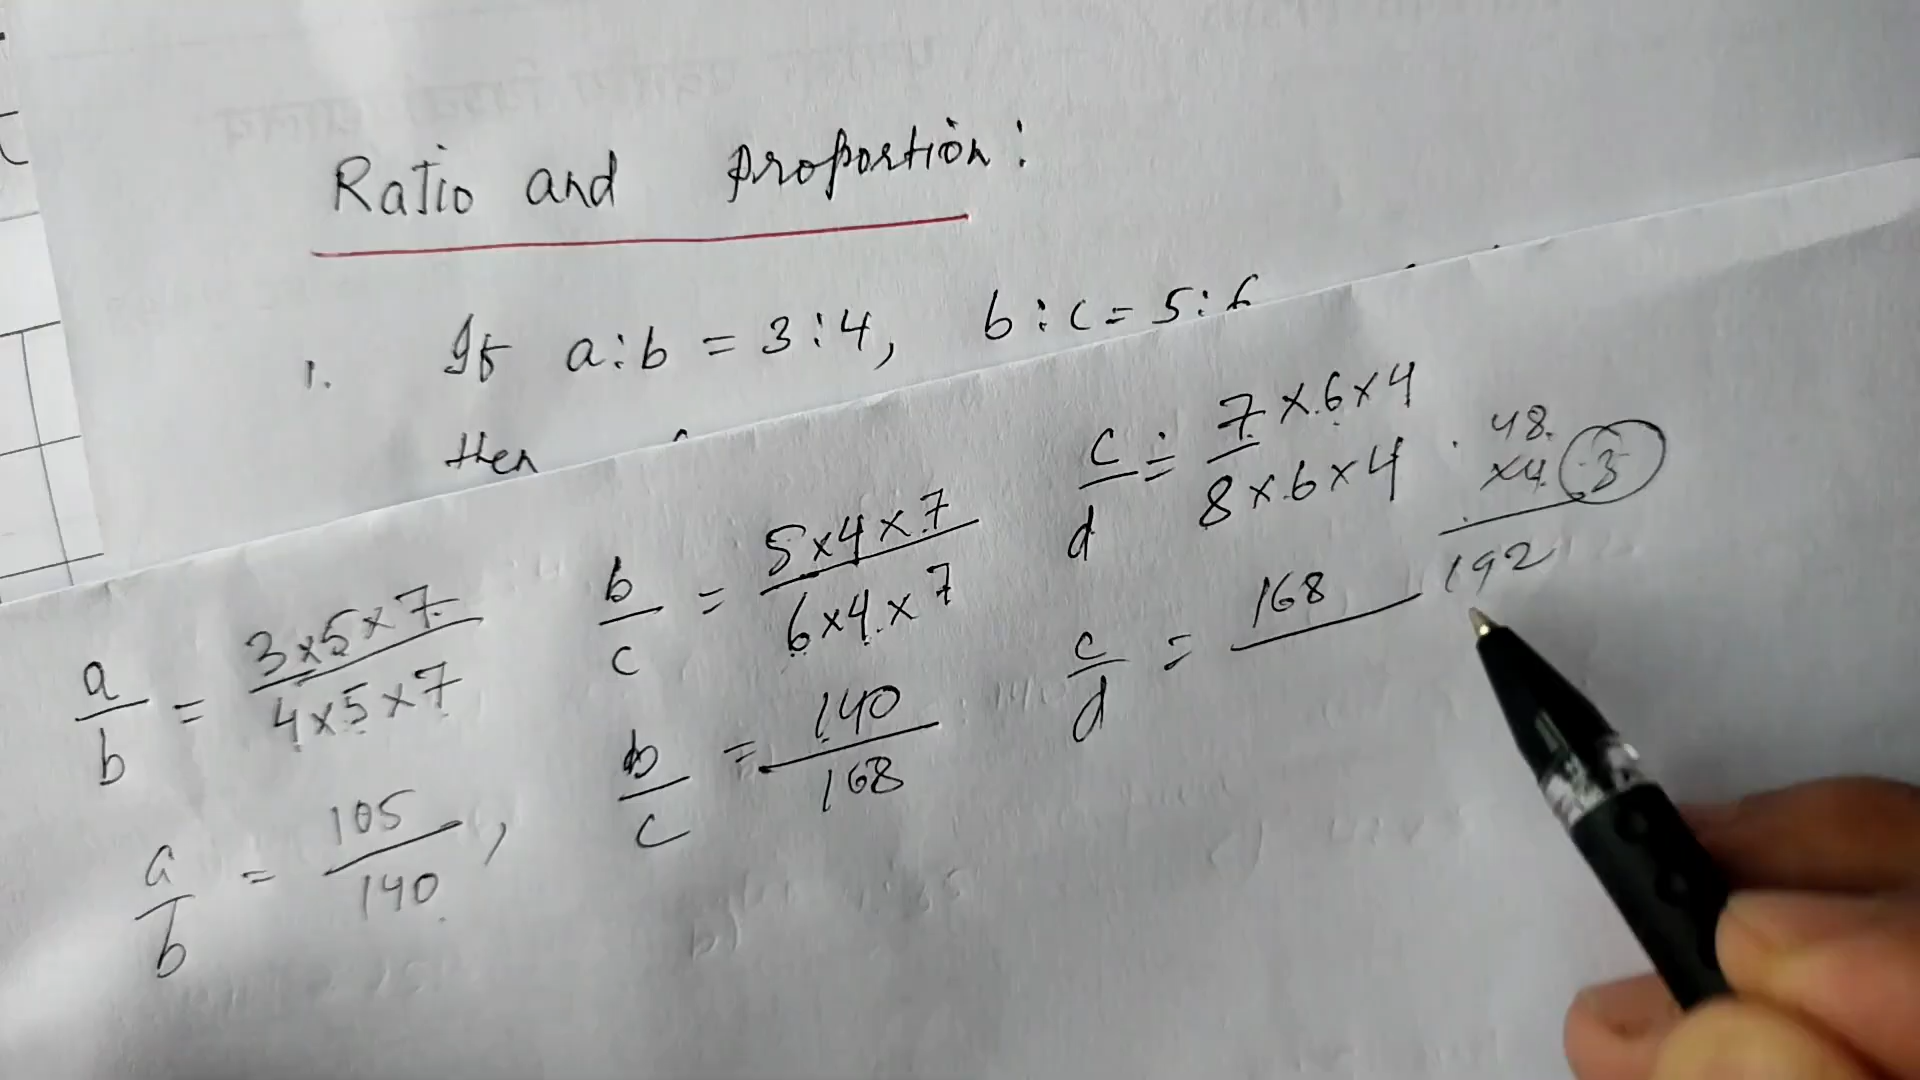 Ratio and proportion:
1. If a:b = 3:4, b:c = 5:6
then
a/b = 3×5×7/4×5×7
b/c = 5×4×7/6×4×7
c/d = 7×6×4/8×6×4
48
×4 3
192
a/b = 105/140,
b/c = 140/168
c/d = 168/